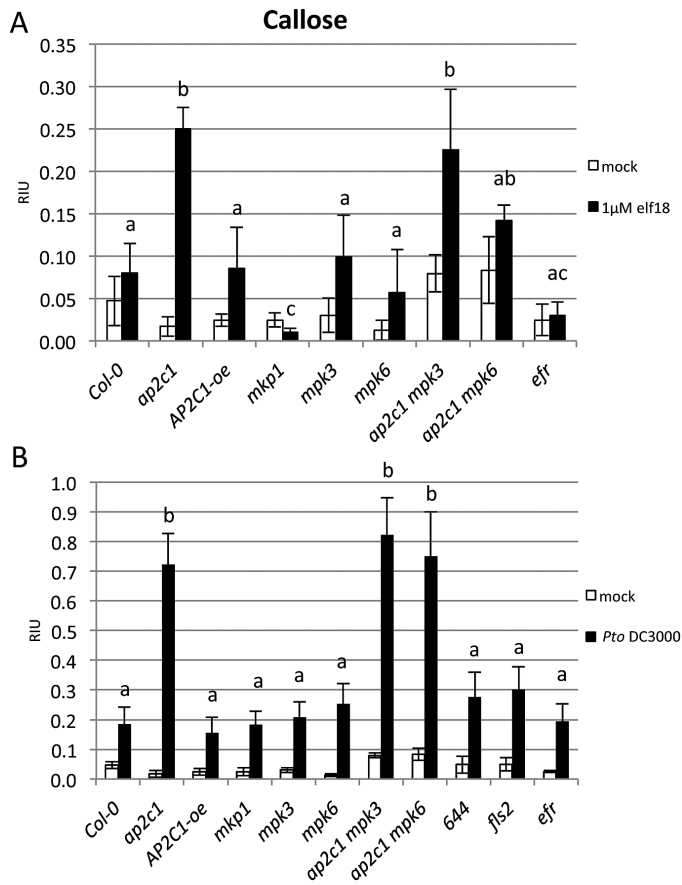 A
Callose
0.35
0.30
0.25
0.20
0.15
0.10
0.05
0.00
RIU
a
b
a
c
a
a
b
ab
ac
mock
1µM elf18
Col-0
ap2c1
AP2C1-oe
mkp1
mpk3
mpk6
ap2c1 mpk3
ap2c1 mpk6
efr
B
1.0
0.9
0.8
0.7
0.6
0.5
0.4
0.3
0.2
0.1
0.0
RIU
a
b
a
a
a
a
b
b
a
a
a
mock
Pto DC3000
Col-0
ap2c1
AP2C1-oe
mkp1
mpk3
mpk6
ap2c1 mpk3
ap2c1 mpk6
644
fls2
efr